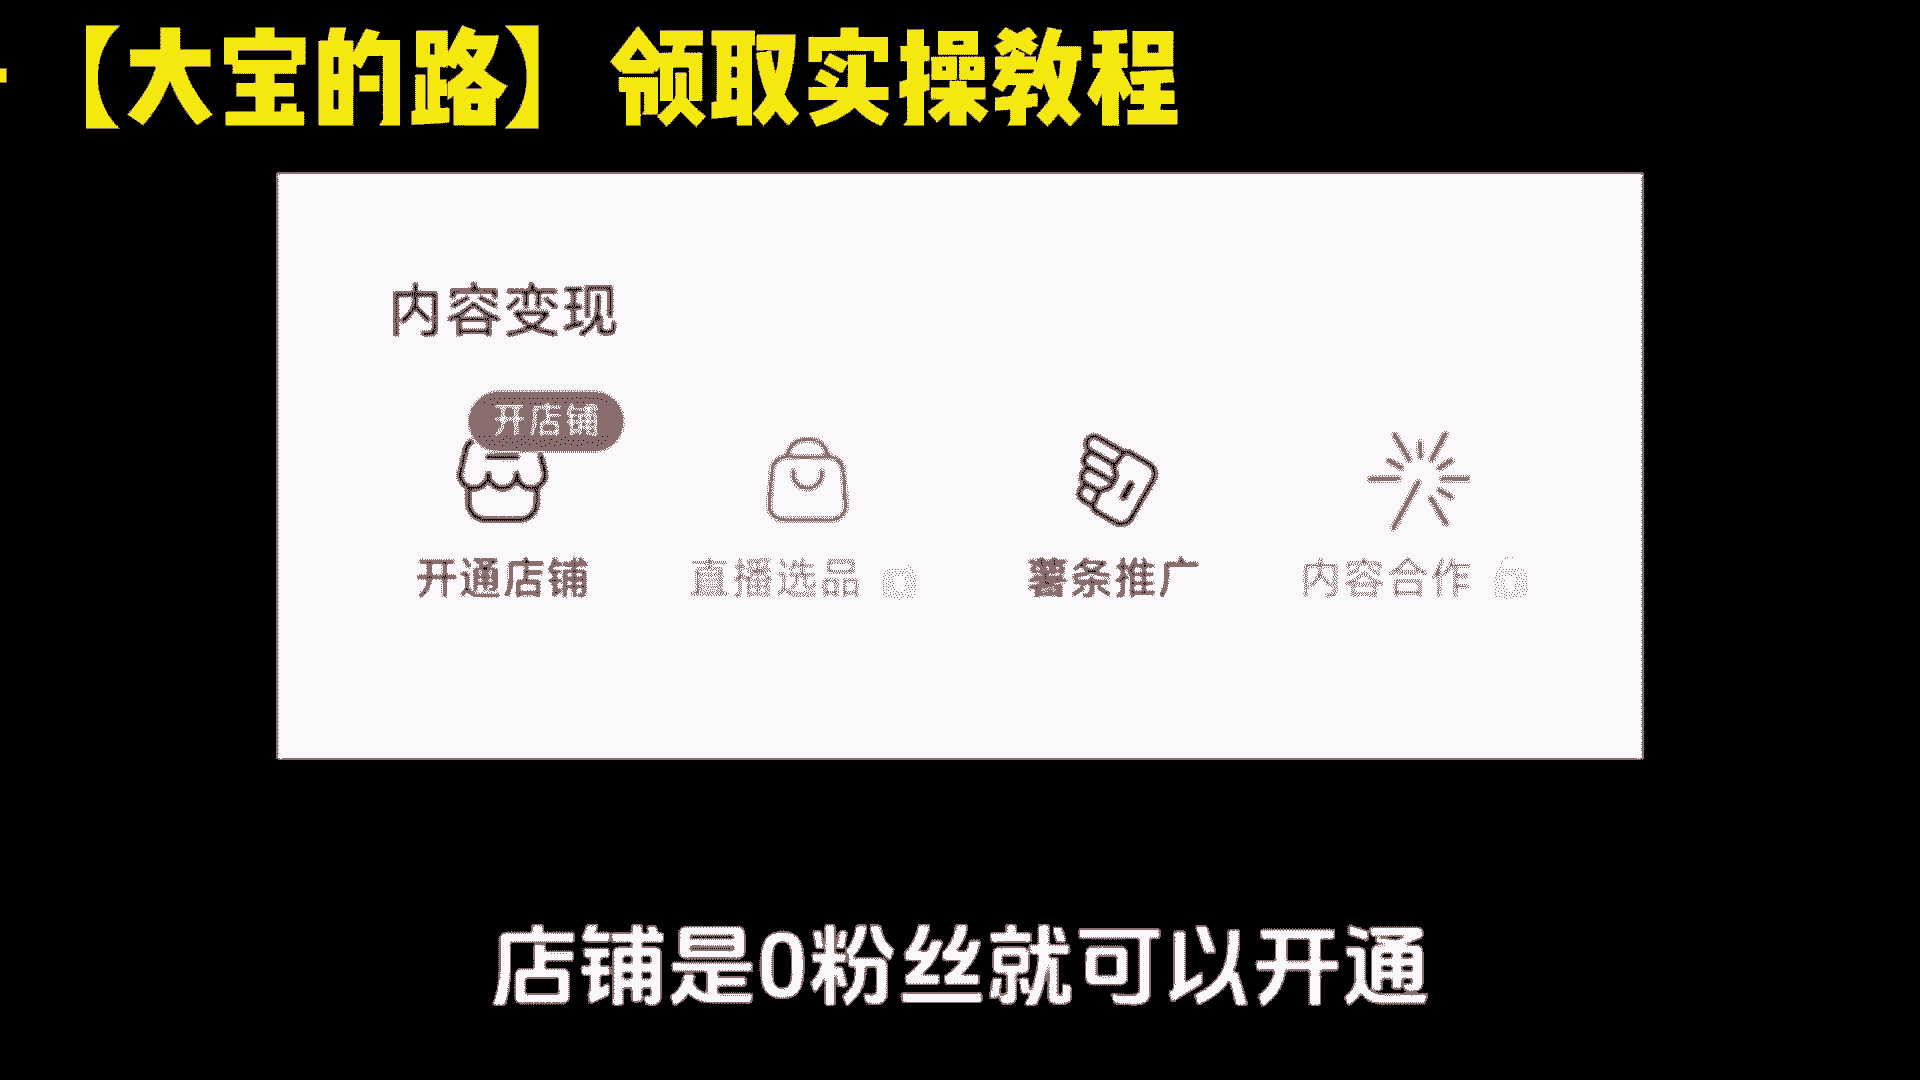 【大宝的路】 领取实操教程
内容变现
开店铺
开通店铺 直播选品 薯条推广 内容合作
店铺是0粉丝就可以开通